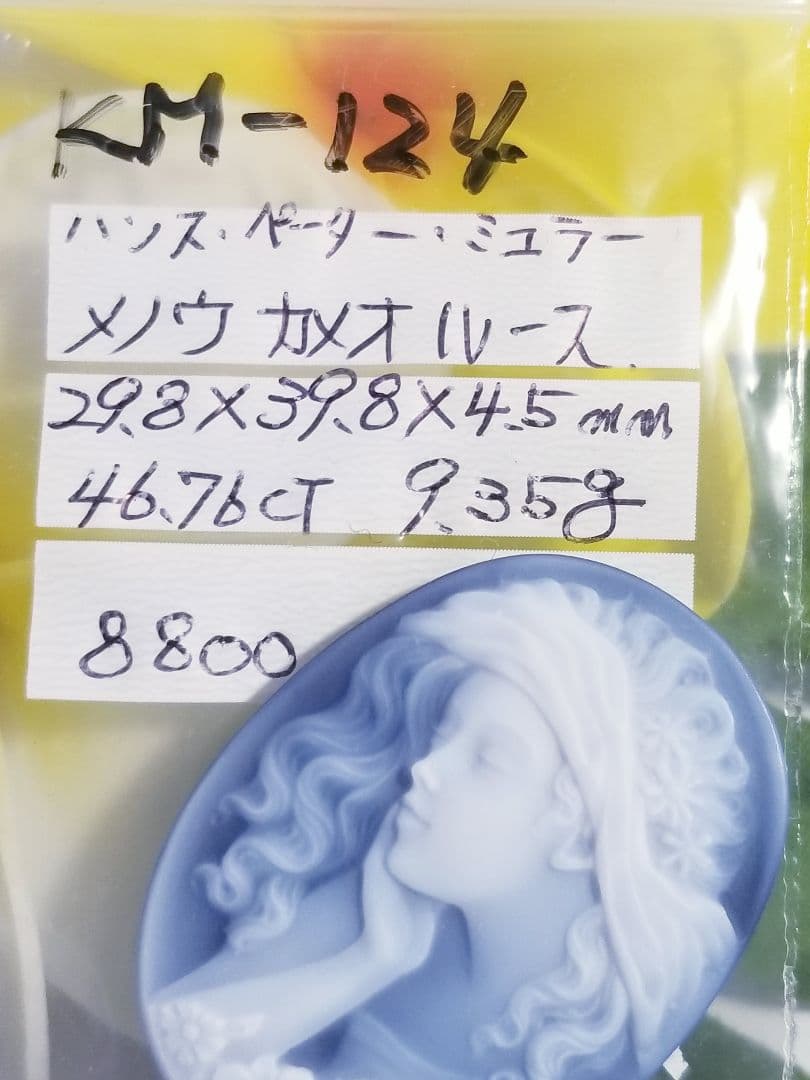 KM-124
ハンス・ペーター・ミュラー
メノウ カメオ ルース.
29.8×39.8×4.5mm
46.76CT 9.35g
8800